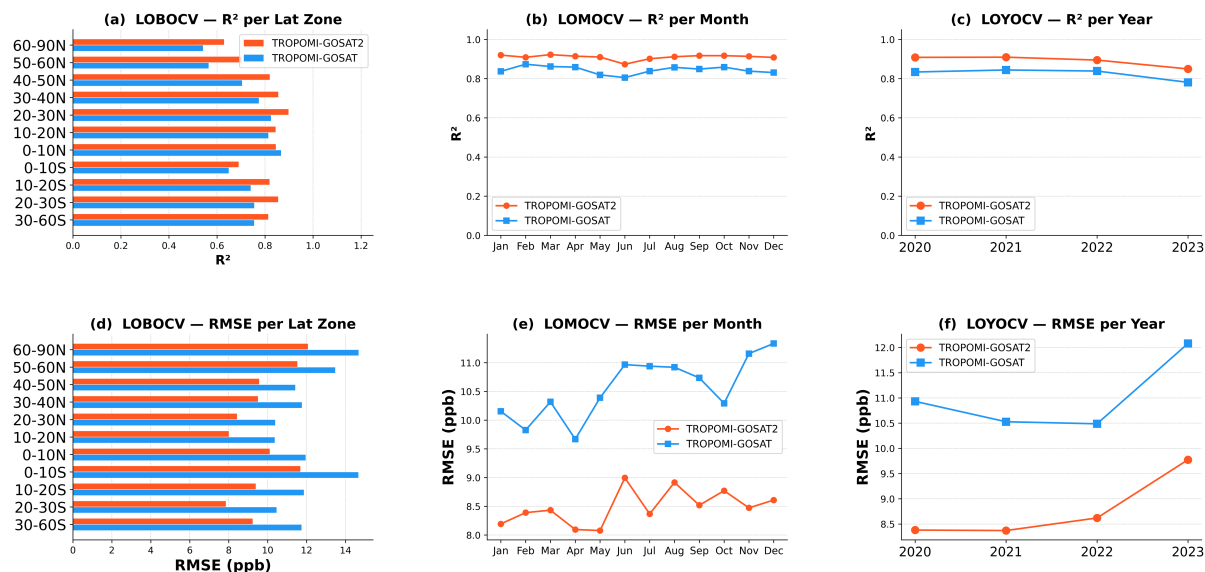 (a)  LOBOCV — R² per Lat Zone
60-90N
50-60N
40-50N
30-40N
20-30N
10-20N
0-10N
0-10S
10-20S
20-30S
30-60S
TROPOMI-GOSAT2
TROPOMI-GOSAT
0.0 0.2 0.4 0.6 0.8 1.0 1.2
R²
(b)  LOMOCV — R² per Month
R²
1.0
0.8
0.6
0.4
0.2
0.0
TROPOMI-GOSAT2
TROPOMI-GOSAT
Jan Feb Mar Apr May Jun Jul Aug Sep Oct Nov Dec
(c)  LOYOCV — R² per Year
R²
1.0
0.8
0.6
0.4
0.2
0.0
TROPOMI-GOSAT2
TROPOMI-GOSAT
2020 2021 2022 2023
(d)  LOBOCV — RMSE per Lat Zone
60-90N
50-60N
40-50N
30-40N
20-30N
10-20N
0-10N
0-10S
10-20S
20-30S
30-60S
0 2 4 6 8 10 12 14
RMSE (ppb)
(e)  LOMOCV — RMSE per Month
RMSE (ppb)
11.0
10.5
10.0
9.5
9.0
8.5
8.0
TROPOMI-GOSAT2
TROPOMI-GOSAT
Jan Feb Mar Apr May Jun Jul Aug Sep Oct Nov Dec
(f)  LOYOCV — RMSE per Year
RMSE (ppb)
12.0
11.5
11.0
10.5
10.0
9.5
9.0
8.5
TROPOMI-GOSAT2
TROPOMI-GOSAT
2020 2021 2022 2023